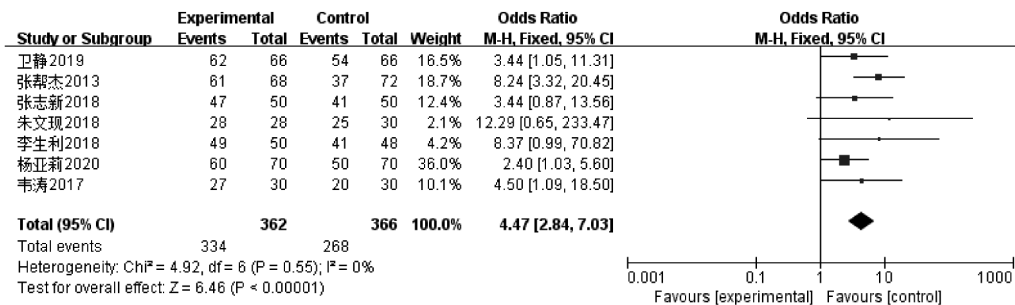 Experimental Control Odds Ratio Odds Ratio
Study or Subgroup Events Total Events Total Weight M-H, Fixed, 95% CI M-H, Fixed, 95% CI
卫静2019 62 66 54 66 16.5% 3.44 [1.05, 11.31]
张帮杰2013 61 68 37 72 18.7% 8.24 [3.32, 20.45]
张志新2018 47 50 41 50 12.4% 3.44 [0.87, 13.56]
朱文现2018 28 28 25 30 2.1% 12.29 [0.65, 233.47]
李生利2018 49 50 41 48 4.2% 8.37 [0.99, 70.82]
杨亚莉2020 60 70 50 70 36.0% 2.40 [1.03, 5.60]
韦涛2017 27 30 20 30 10.1% 4.50 [1.09, 18.50]
Total (95% CI) 362 366 100.0% 4.47 [2.84, 7.03]
Total events 334 268
Heterogeneity: Chi² = 4.92, df = 6 (P = 0.55); I² = 0%
Test for overall effect: Z = 6.46 (P < 0.00001)
0.001 0.1 1 10 1000
Favours [experimental] Favours [control]